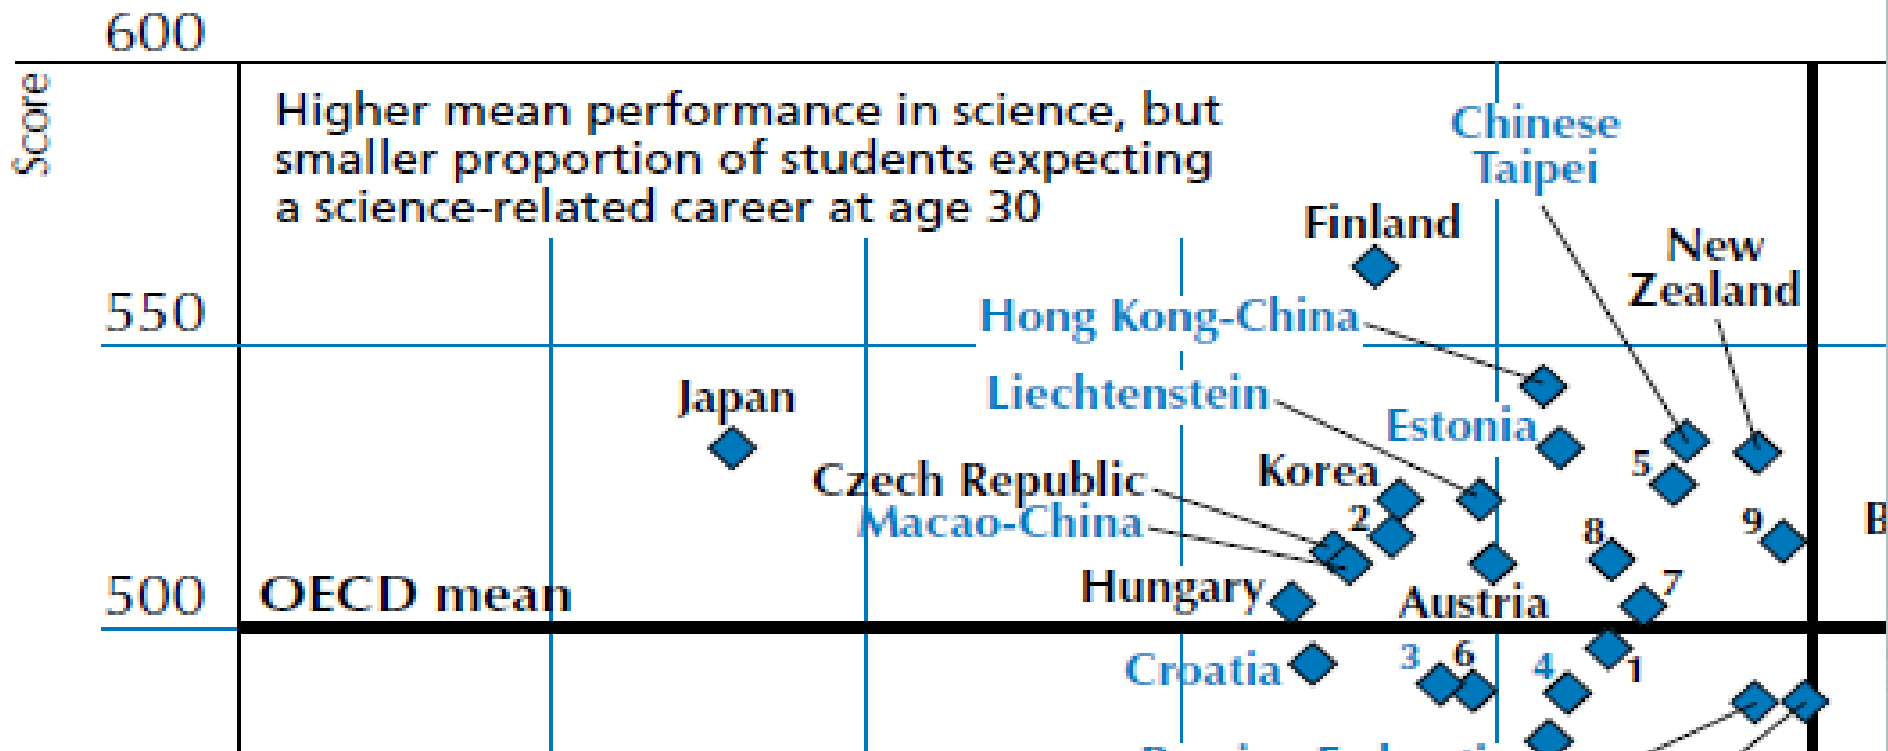 600
Score
Higher mean performance in science, but
smaller proportion of students expecting
a science-related career at age 30
Chinese
Taipei
Finland
New
Zealand
550
Hong Kong-China
Japan
Liechtenstein
Estonia
Korea
5
Czech Republic
Macao-China
2
8
9
B
500
OECD mean
Hungary
Austria
7
Croatia
3
6
4
1